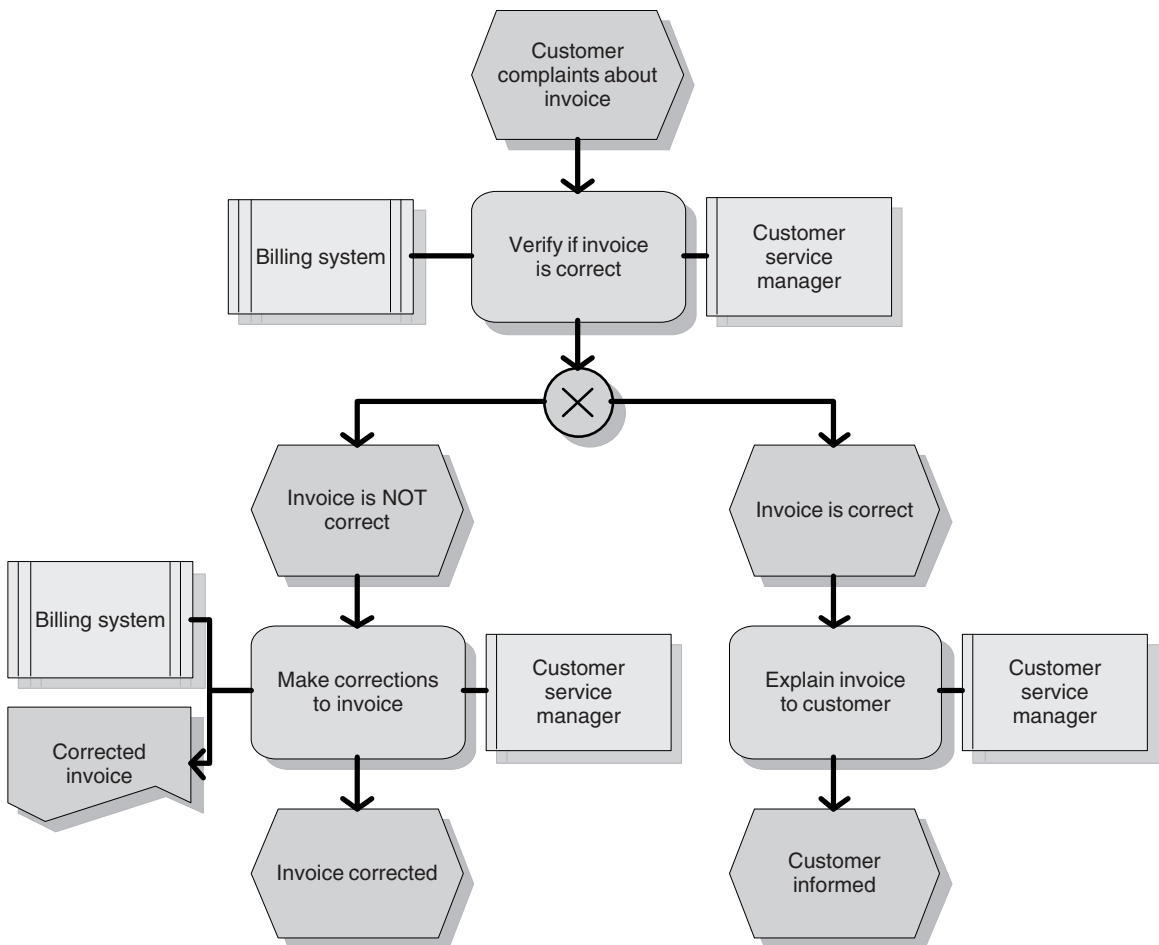 Customer
complaints about
invoice
Billing system
Verify if invoice
is correct
Customer
service
manager
Invoice is NOT
correct
Invoice is correct
Billing system
Make corrections
to invoice
Customer
service
manager
Explain invoice
to customer
Customer
service
manager
Corrected
invoice
Invoice corrected
Customer
informed